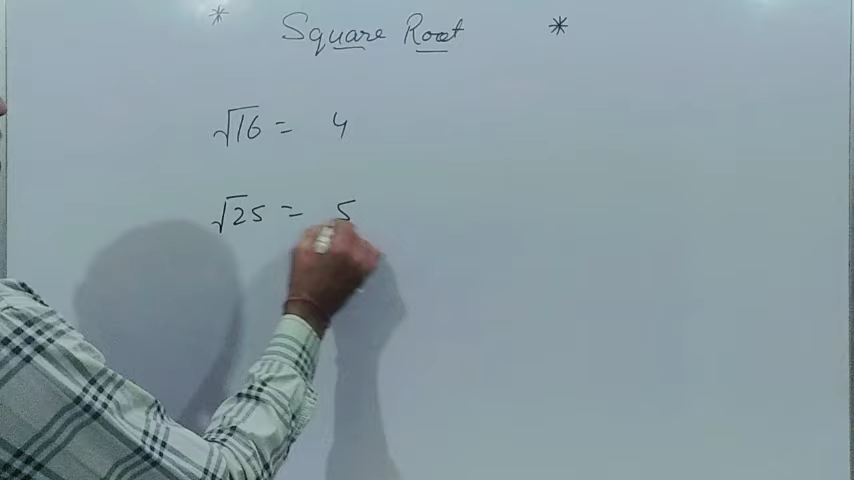 * Square Root *
√16 = 4
√25 = 5